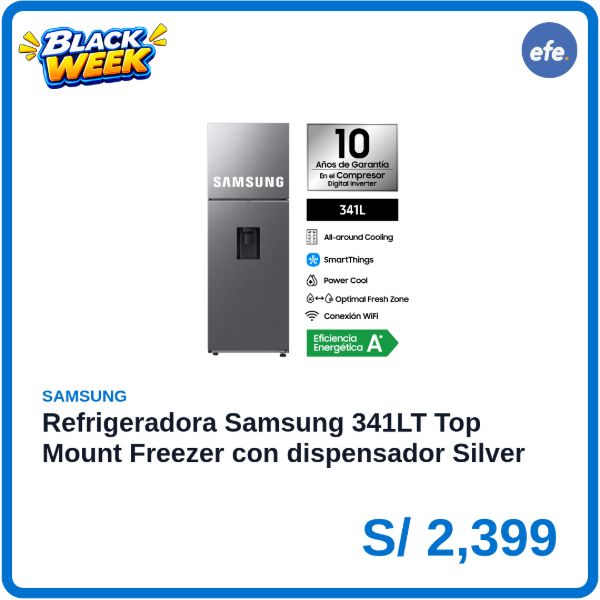 BLACK
WEEK
efe.
SAMSUNG
10
Años de Garantía
En el Compresor
Digital Inverter
341L
All-around Cooling
SmartThings
Power Cool
Optimal Fresh Zone
Conexión WiFi
Eficiencia
Energética A+
SAMSUNG
Refrigeradora Samsung 341LT Top
Mount Freezer con dispensador Silver
S/ 2,399